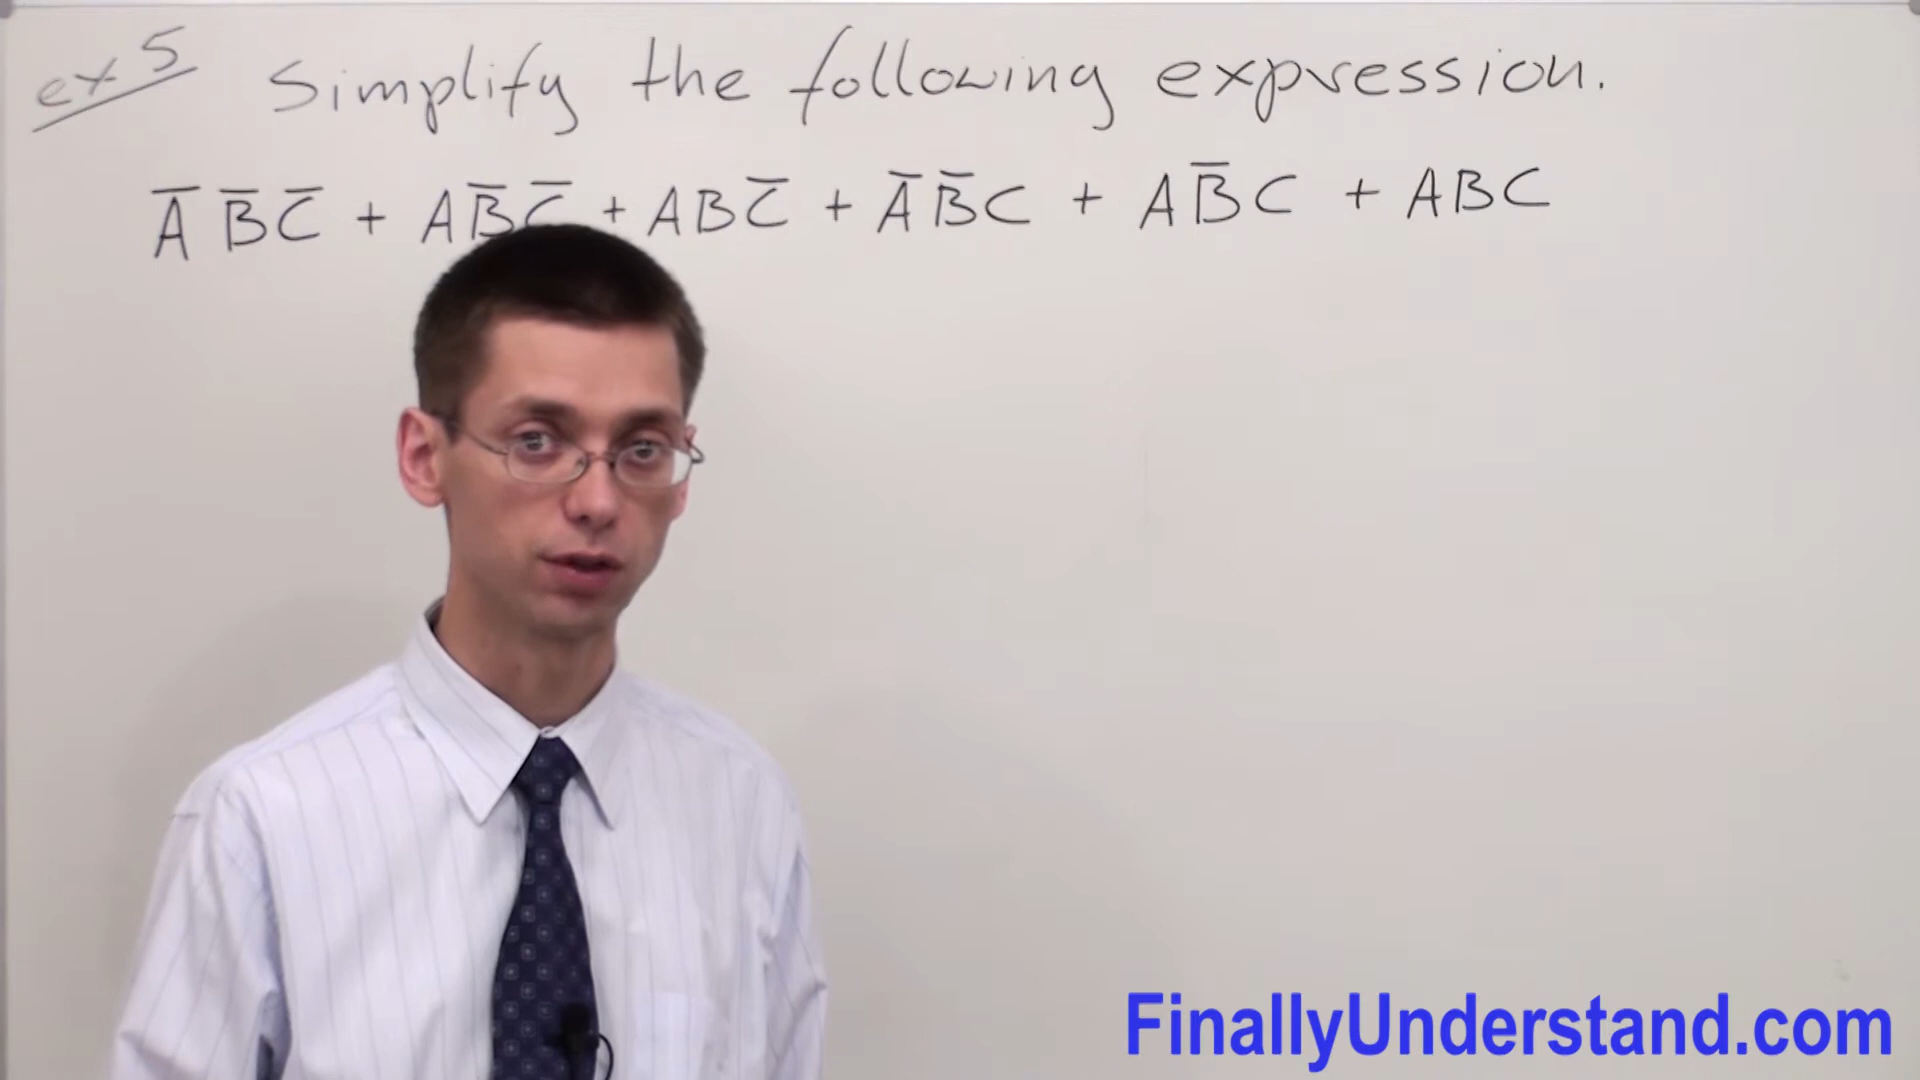 ex 5 Simplify the following expression.
A̅ B̅ C̅ + A B̅ C̅ + A B C̅ + A̅ B̅ C + A B̅ C + A B C
FinallyUnderstand.com